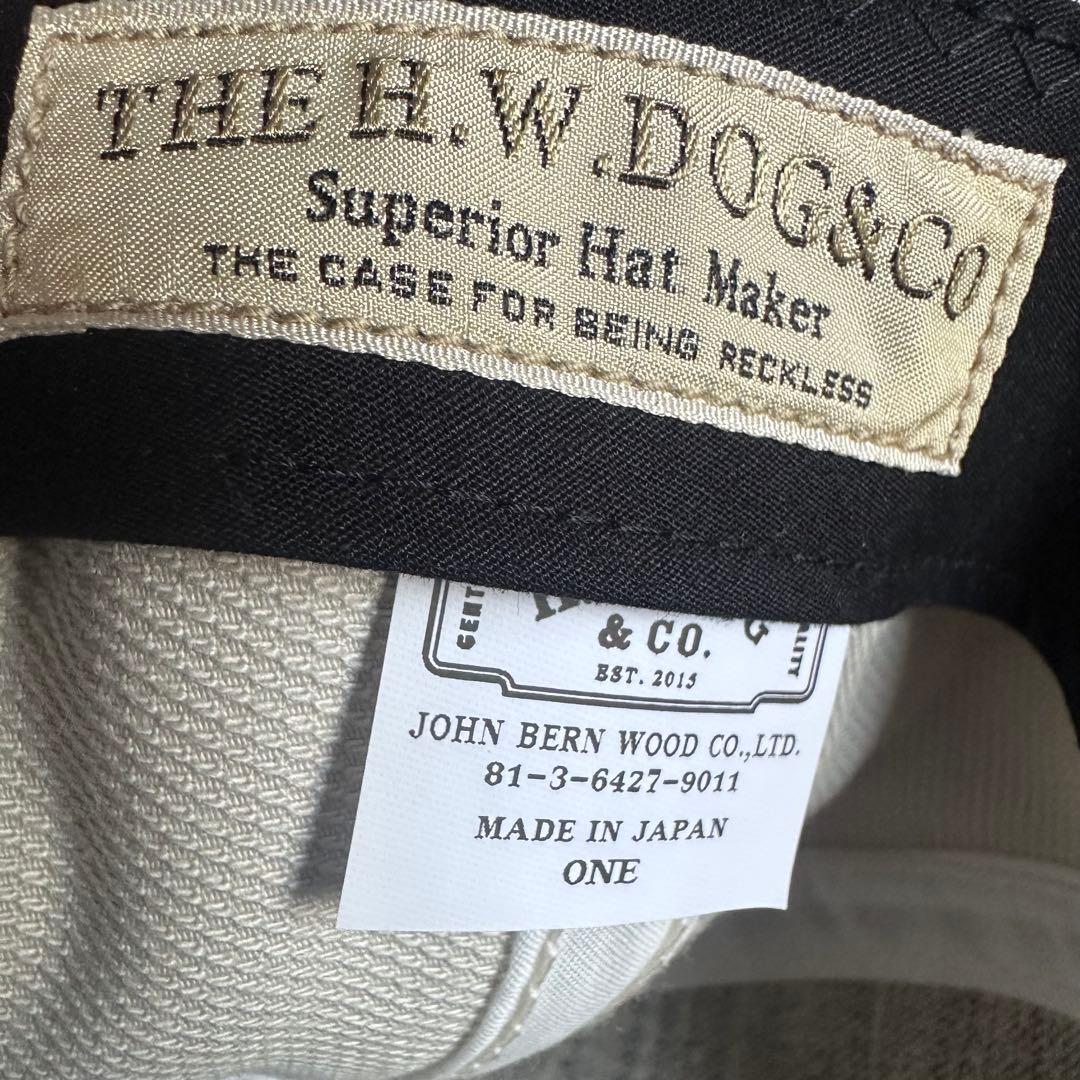 THE H.W.DOG&CO
Superior Hat Maker
THE CASE FOR BEING RECKLESS
& CO.
EST. 2015
JOHN BERN WOOD CO.,LTD.
81-3-6427-9011
MADE IN JAPAN
ONE